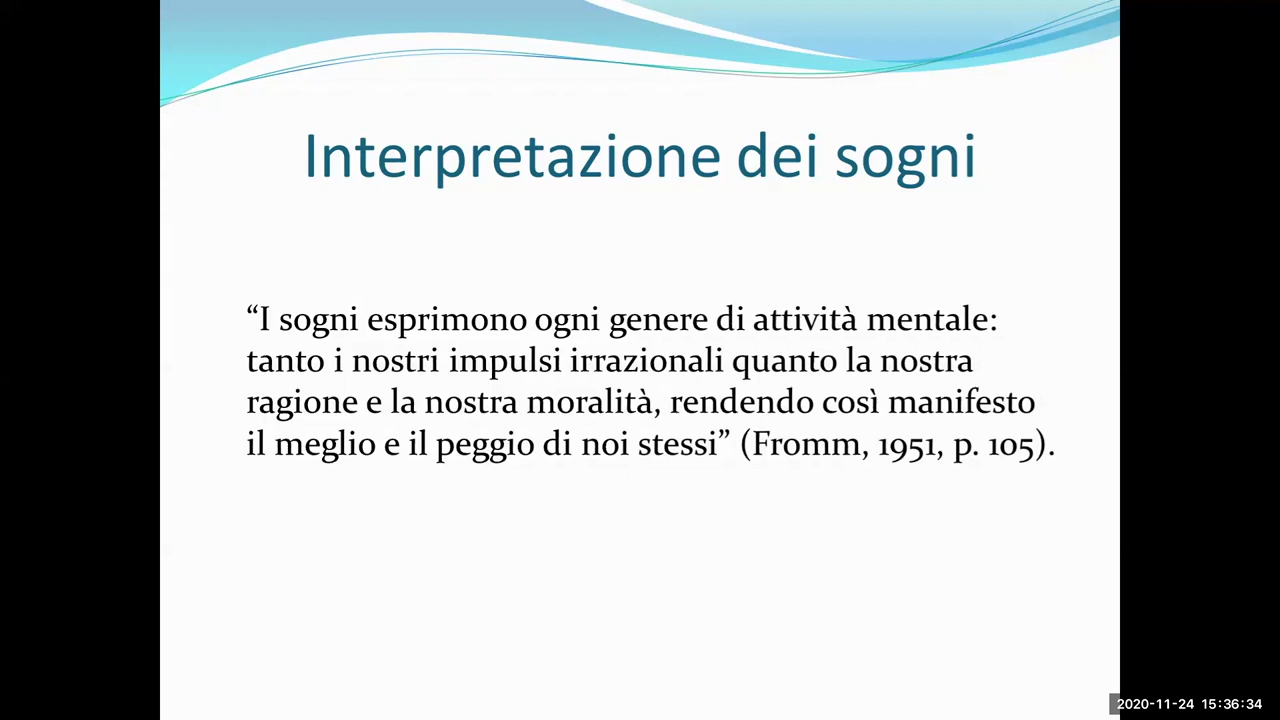 Interpretazione dei sogni
“I sogni esprimono ogni genere di attività mentale:
tanto i nostri impulsi irrazionali quanto la nostra
ragione e la nostra moralità, rendendo così manifesto
il meglio e il peggio di noi stessi” (Fromm, 1951, p. 105).
2020-11-24 15:36:34